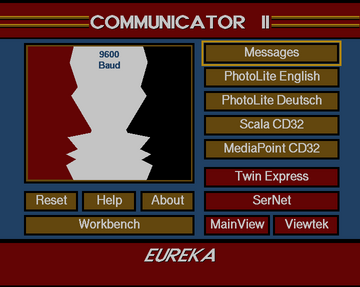 COMMUNICATOR II
9600
Baud
Messages
PhotoLite English
PhotoLite Deutsch
Scala CD32
MediaPoint CD32
Twin Express
SerNet
MainView
Viewtek
Reset
Help
About
Workbench
EUREKA